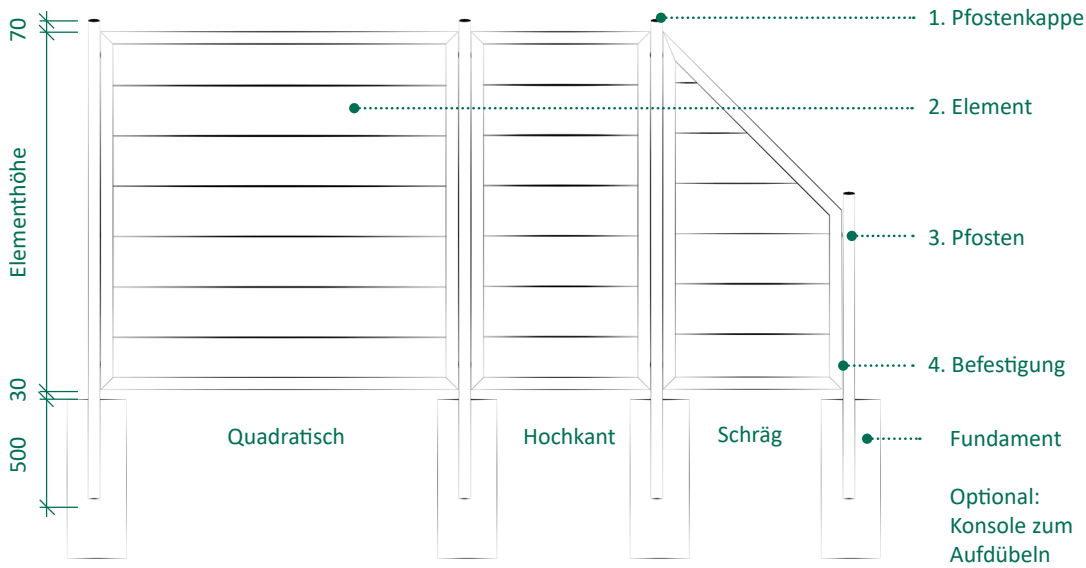 70
Elementhöhe
30
500
1. Pfostenkappe
2. Element
3. Pfosten
4. Befestigung
Quadratisch
Hochkant
Schräg
Fundament
Optional:
Konsole zum
Aufdübeln